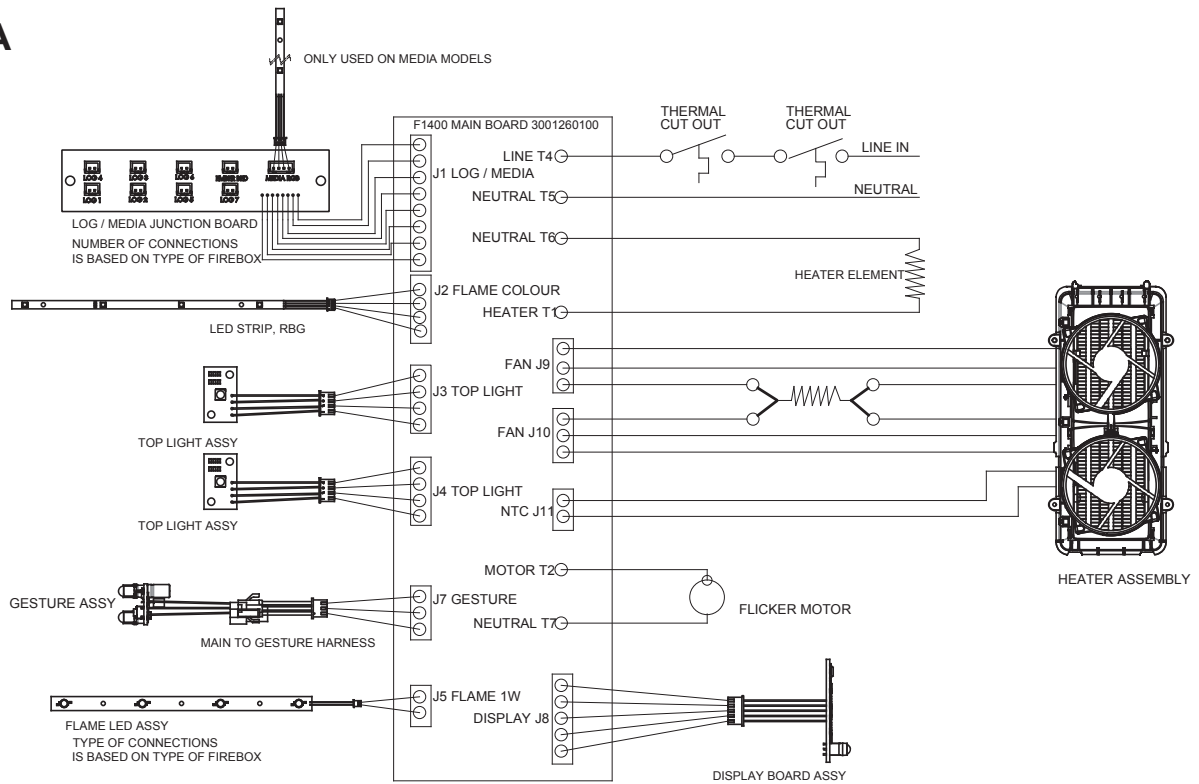 A
ONLY USED ON MEDIA MODELS
LOG 4
LOG 3
LOG 6
MEDIA RGB
LOG 1
LOG 2
LOG 5
LOG 7
LOG / MEDIA JUNCTION BOARD
NUMBER OF CONNECTIONS
IS BASED ON TYPE OF FIREBOX
LED STRIP, RBG
TOP LIGHT ASSY
TOP LIGHT ASSY
GESTURE ASSY
MAIN TO GESTURE HARNESS
FLAME LED ASSY
TYPE OF CONNECTIONS
IS BASED ON TYPE OF FIREBOX
F1400 MAIN BOARD 3001260100
J1 LOG / MEDIA
J2 FLAME COLOUR
J3 TOP LIGHT
J4 TOP LIGHT
J7 GESTURE
J5 FLAME 1W
LINE T4
NEUTRAL T5
NEUTRAL T6
HEATER T1
FAN J9
FAN J10
NTC J11
MOTOR T2
NEUTRAL T7
DISPLAY J8
THERMAL
CUT OUT
THERMAL
CUT OUT
LINE IN
NEUTRAL
HEATER ELEMENT
HEATER ASSEMBLY
FLICKER MOTOR
DISPLAY BOARD ASSY